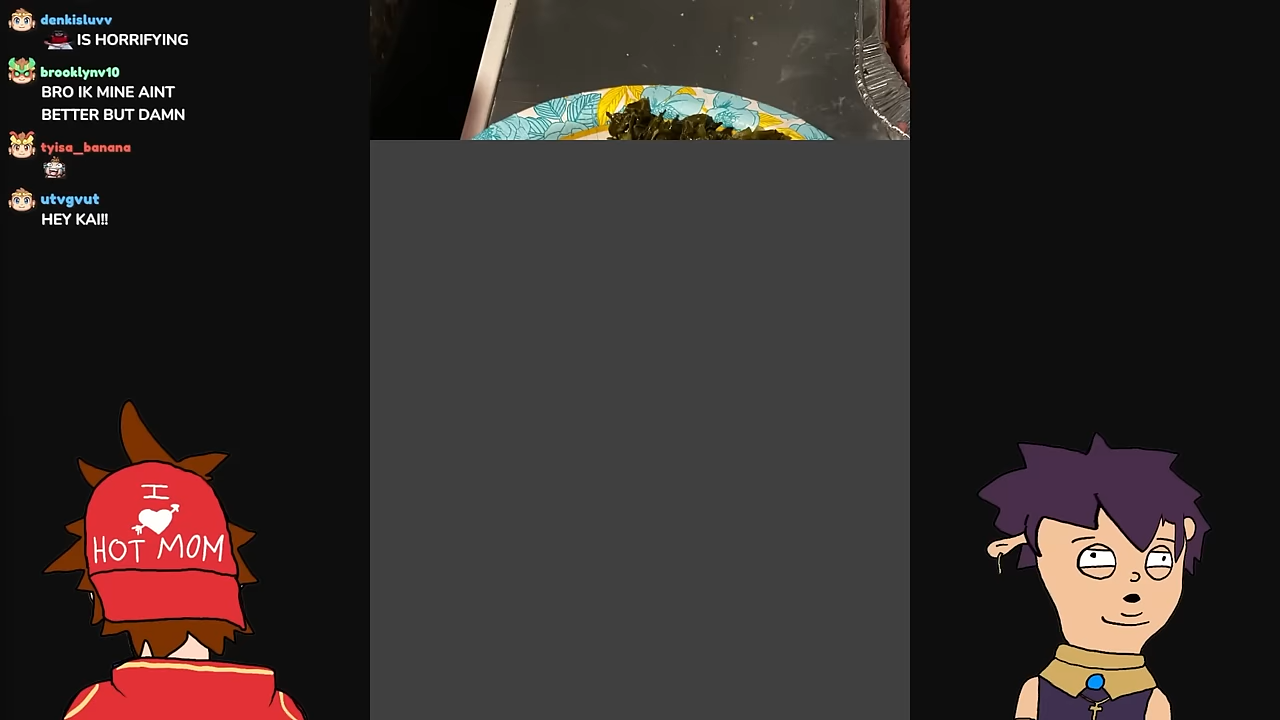 denkisluvv
IS HORRIFYING
brooklynv10
BRO IK MINE AINT
BETTER BUT DAMN
tyisa_banana
utvgvut
HEY KAI!!
I
HOT MOM